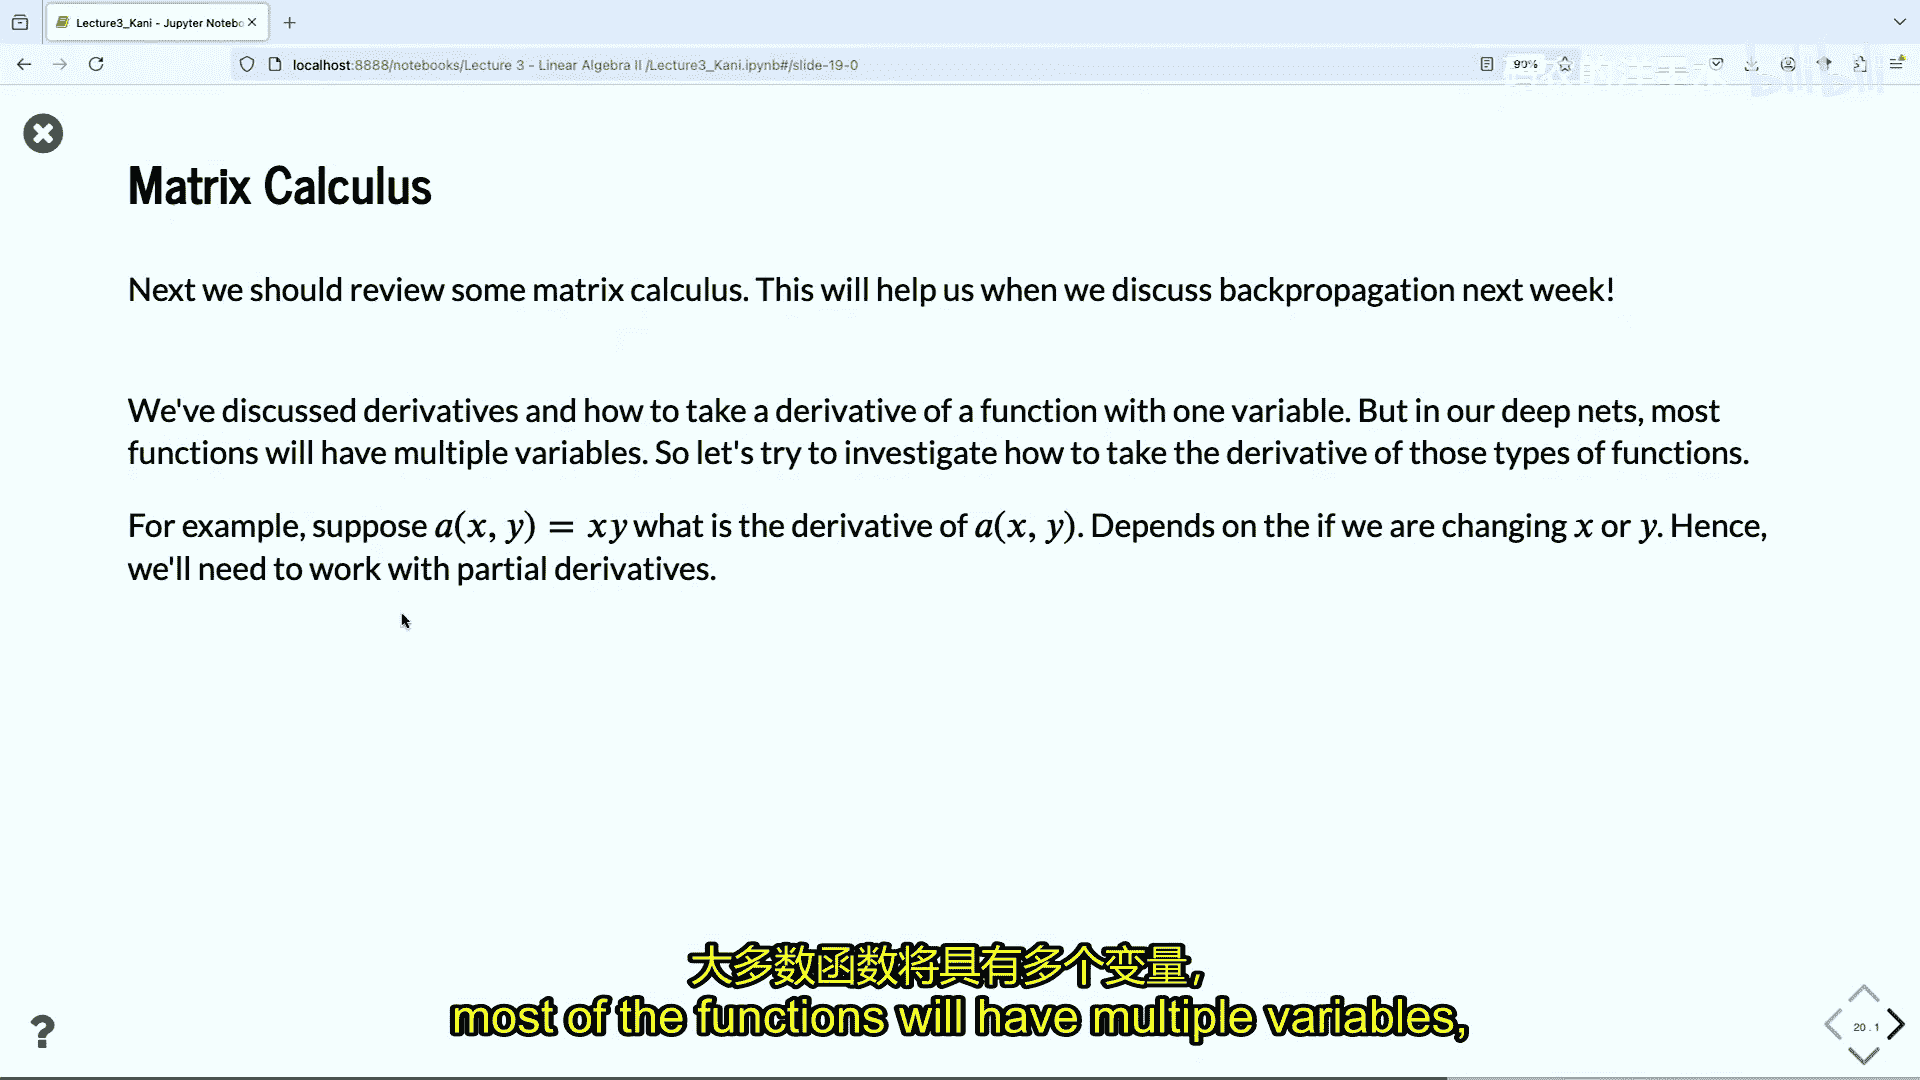 Lecture3_Kani - Jupyter Notebo
localhost:8888/notebooks/Lecture 3 - Linear Algebra II /Lecture3_Kani.ipynb#/slide-19-0
90%
Matrix Calculus
Next we should review some matrix calculus. This will help us when we discuss backpropagation next week!
We've discussed derivatives and how to take a derivative of a function with one variable. But in our deep nets, most
functions will have multiple variables. So let's try to investigate how to take the derivative of those types of functions.
For example, suppose a(x, y) = xy what is the derivative of a(x, y). Depends on the if we are changing x or y. Hence,
we'll need to work with partial derivatives.
大多数函数将具有多个变量,
most of the functions will have multiple variables,
?
20.1